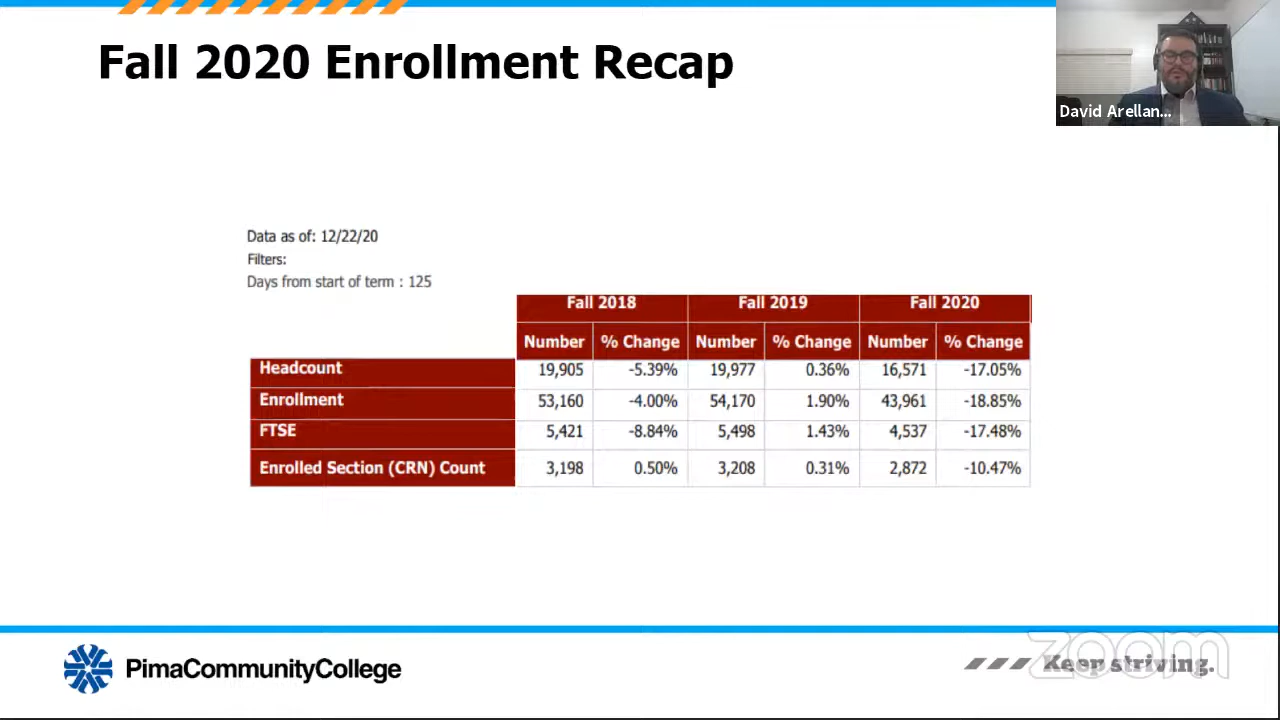 Fall 2020 Enrollment Recap
David Arellan...
Data as of: 12/22/20
Filters:
Days from start of term : 125
Fall 2018 Fall 2019 Fall 2020
Number % Change Number % Change Number % Change
Headcount 19,905 -5.39% 19,977 0.36% 16,571 -17.05%
Enrollment 53,160 -4.00% 54,170 1.90% 43,961 -18.85%
FTSE 5,421 -8.84% 5,498 1.43% 4,537 -17.48%
Enrolled Section (CRN) Count 3,198 0.50% 3,208 0.31% 2,872 -10.47%
PimaCommunityCollege
Keep striving.
zoom